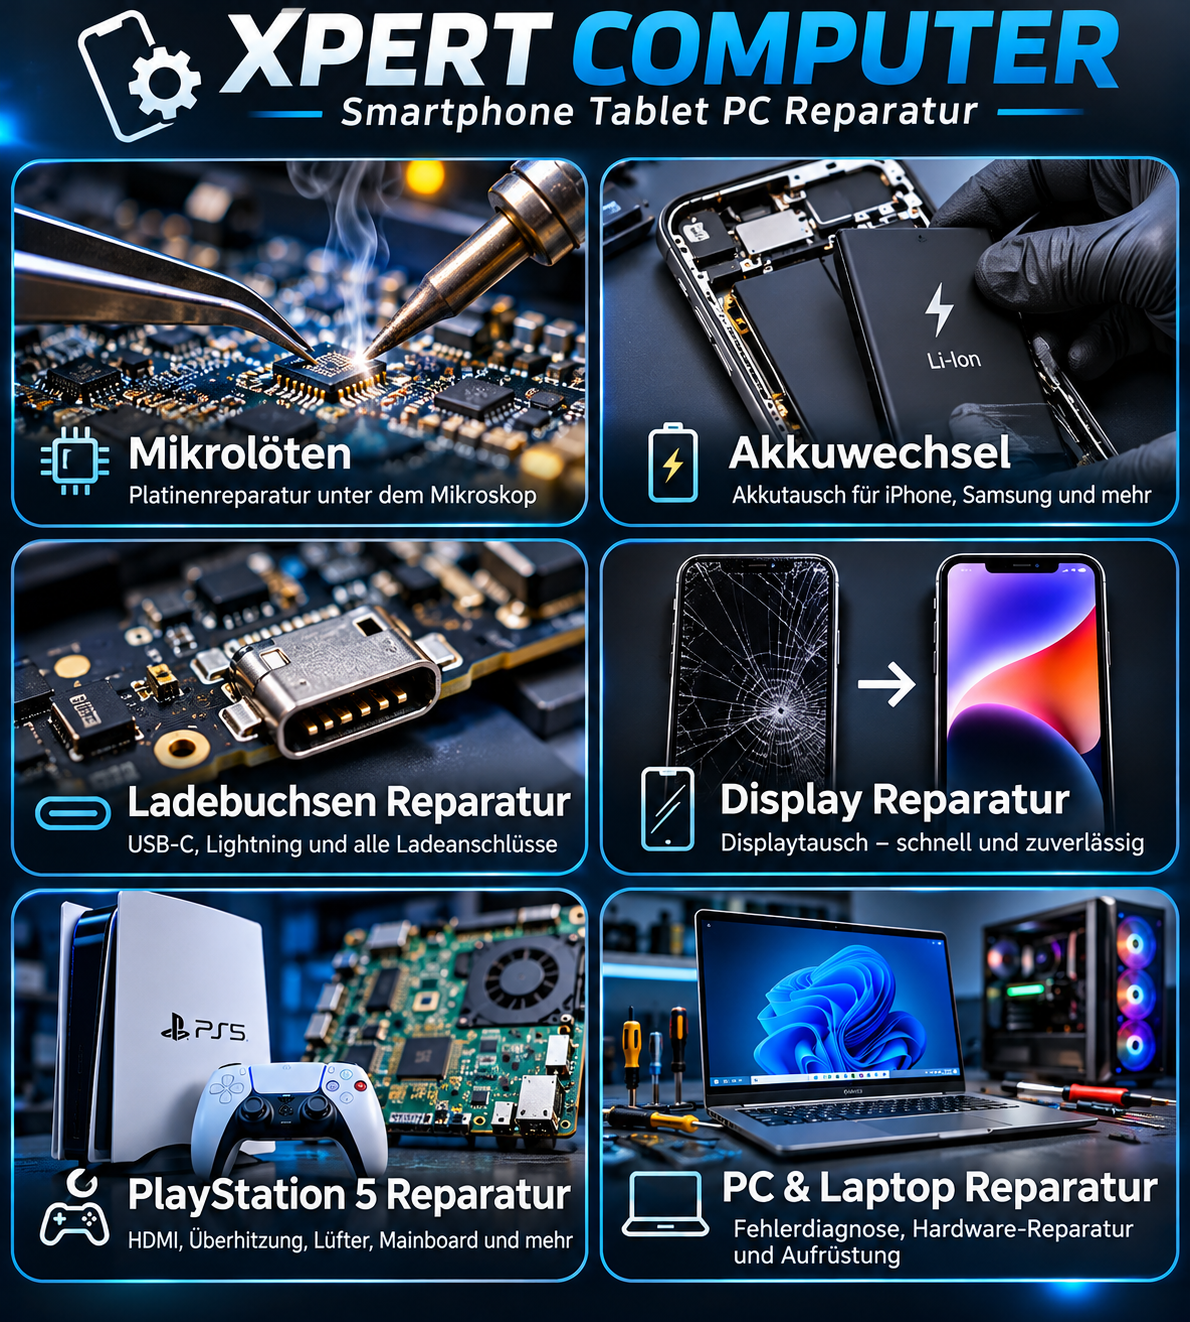 XPERT COMPUTER
Smartphone Tablet PC Reparatur
Li-Ion
Mikrolöten
Platinenreparatur unter dem Mikroskop
Akkuwechsel
Akkutausch für iPhone, Samsung und mehr
Ladebuchsen Reparatur
USB-C, Lightning und alle Ladeanschlüsse
Display Reparatur
Displaytausch – schnell und zuverlässig
PS5
PlayStation 5 Reparatur
HDMI, Überhitzung, Lüfter, Mainboard und mehr
PC & Laptop Reparatur
Fehlerdiagnose, Hardware-Reparatur
und Aufrüstung